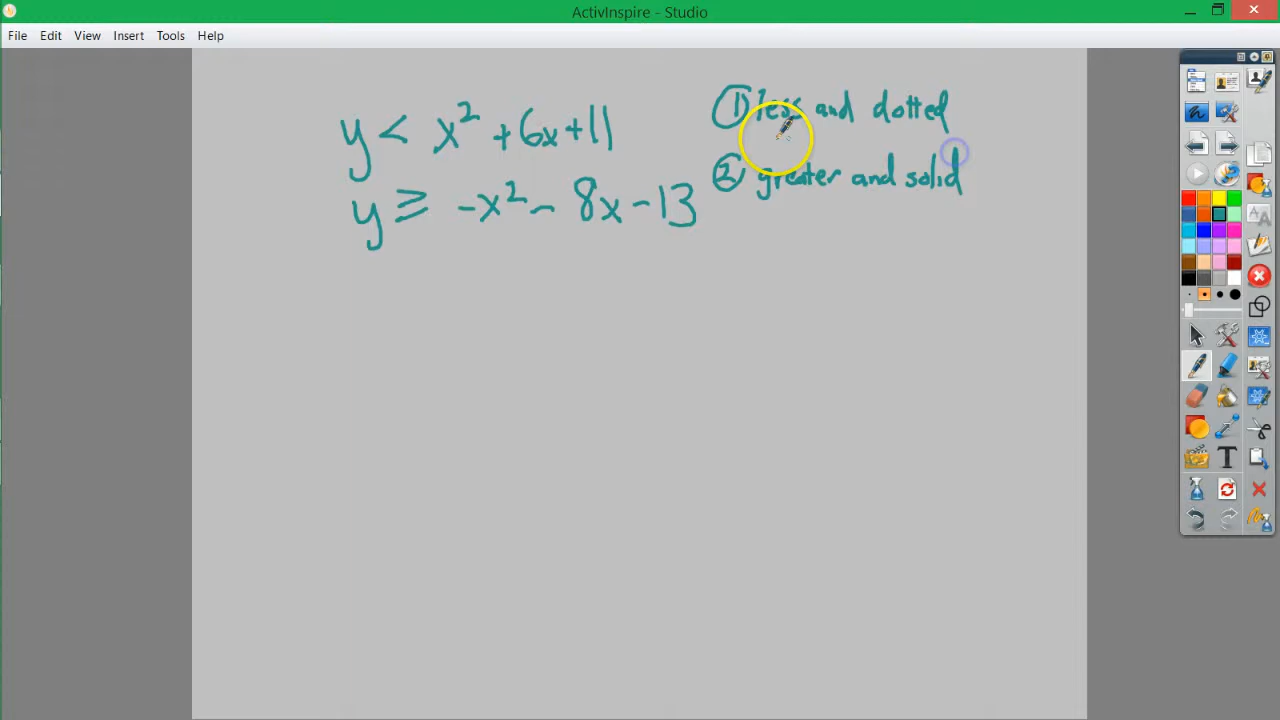 ActivInspire - Studio
File Edit View Insert Tools Help
y < x² + 6x + 11
y ≥ -x² - 8x - 13
① less and dotted
② greater and solid